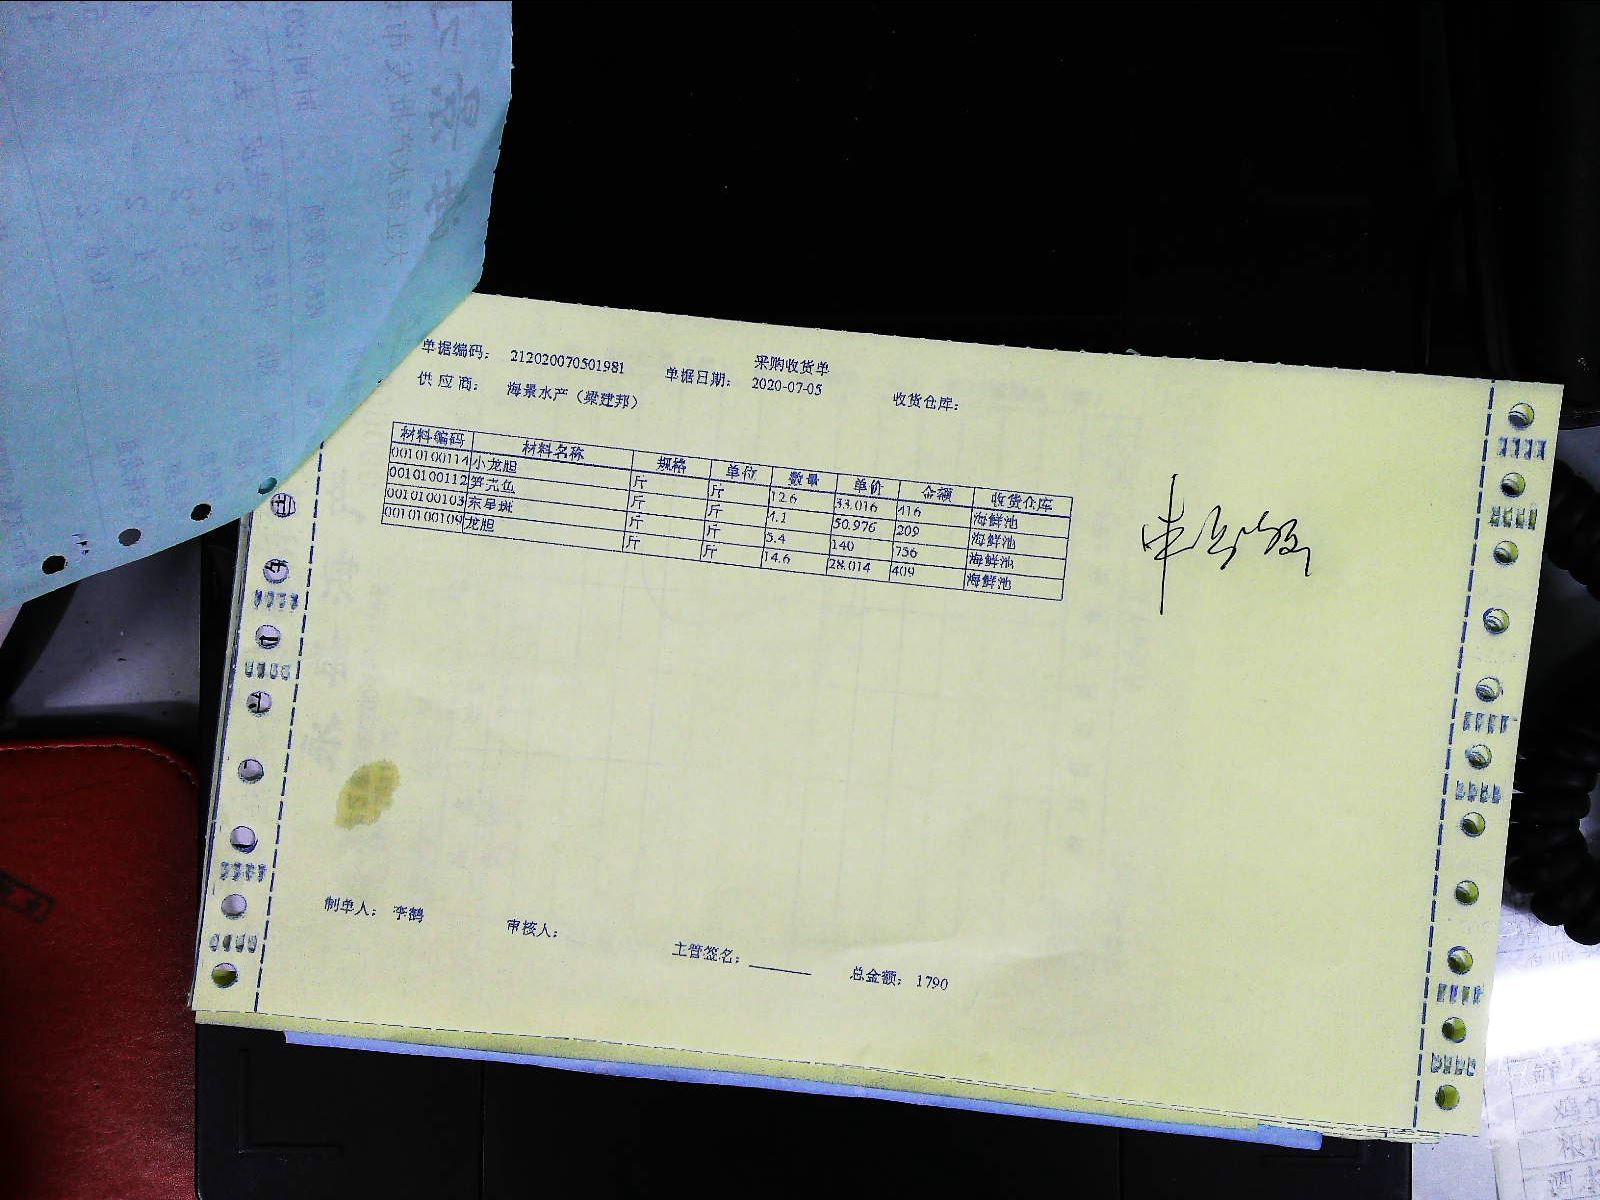 采购收货单
单据编码： 212020070501981 单据日期： 2020-07-05 收货仓库：
供 应 商： 海景水产（梁建邦）
材料编码 材料名称 规格 单位 数量 单价 金额 收货仓库
0010100114 小龙胆 斤 斤 12.6 33.016 416 海鲜池
0010100112 笋壳鱼 斤 斤 4.1 50.976 209 海鲜池
0010100103 东星斑 斤 斤 5.4 140 756 海鲜池
0010100109 龙胆 斤 斤 14.6 28.014 409 海鲜池
制单人： 李鹤 审核人： 主管签名： 总金额： 1790